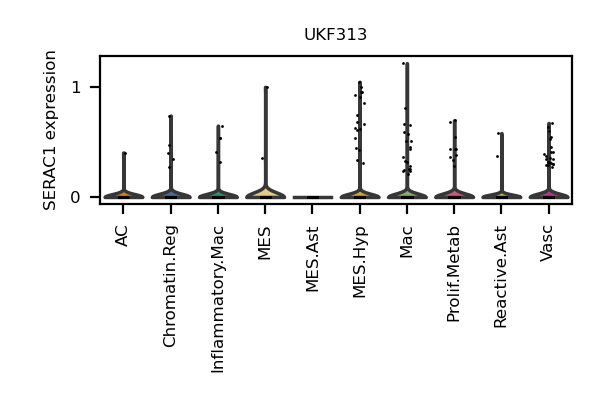 UKF313
SERAC1 expression
1
0
AC
Chromatin.Reg
Inflammatory.Mac
MES
MES.Ast
MES.Hyp
Mac
Prolif.Metab
Reactive.Ast
Vasc